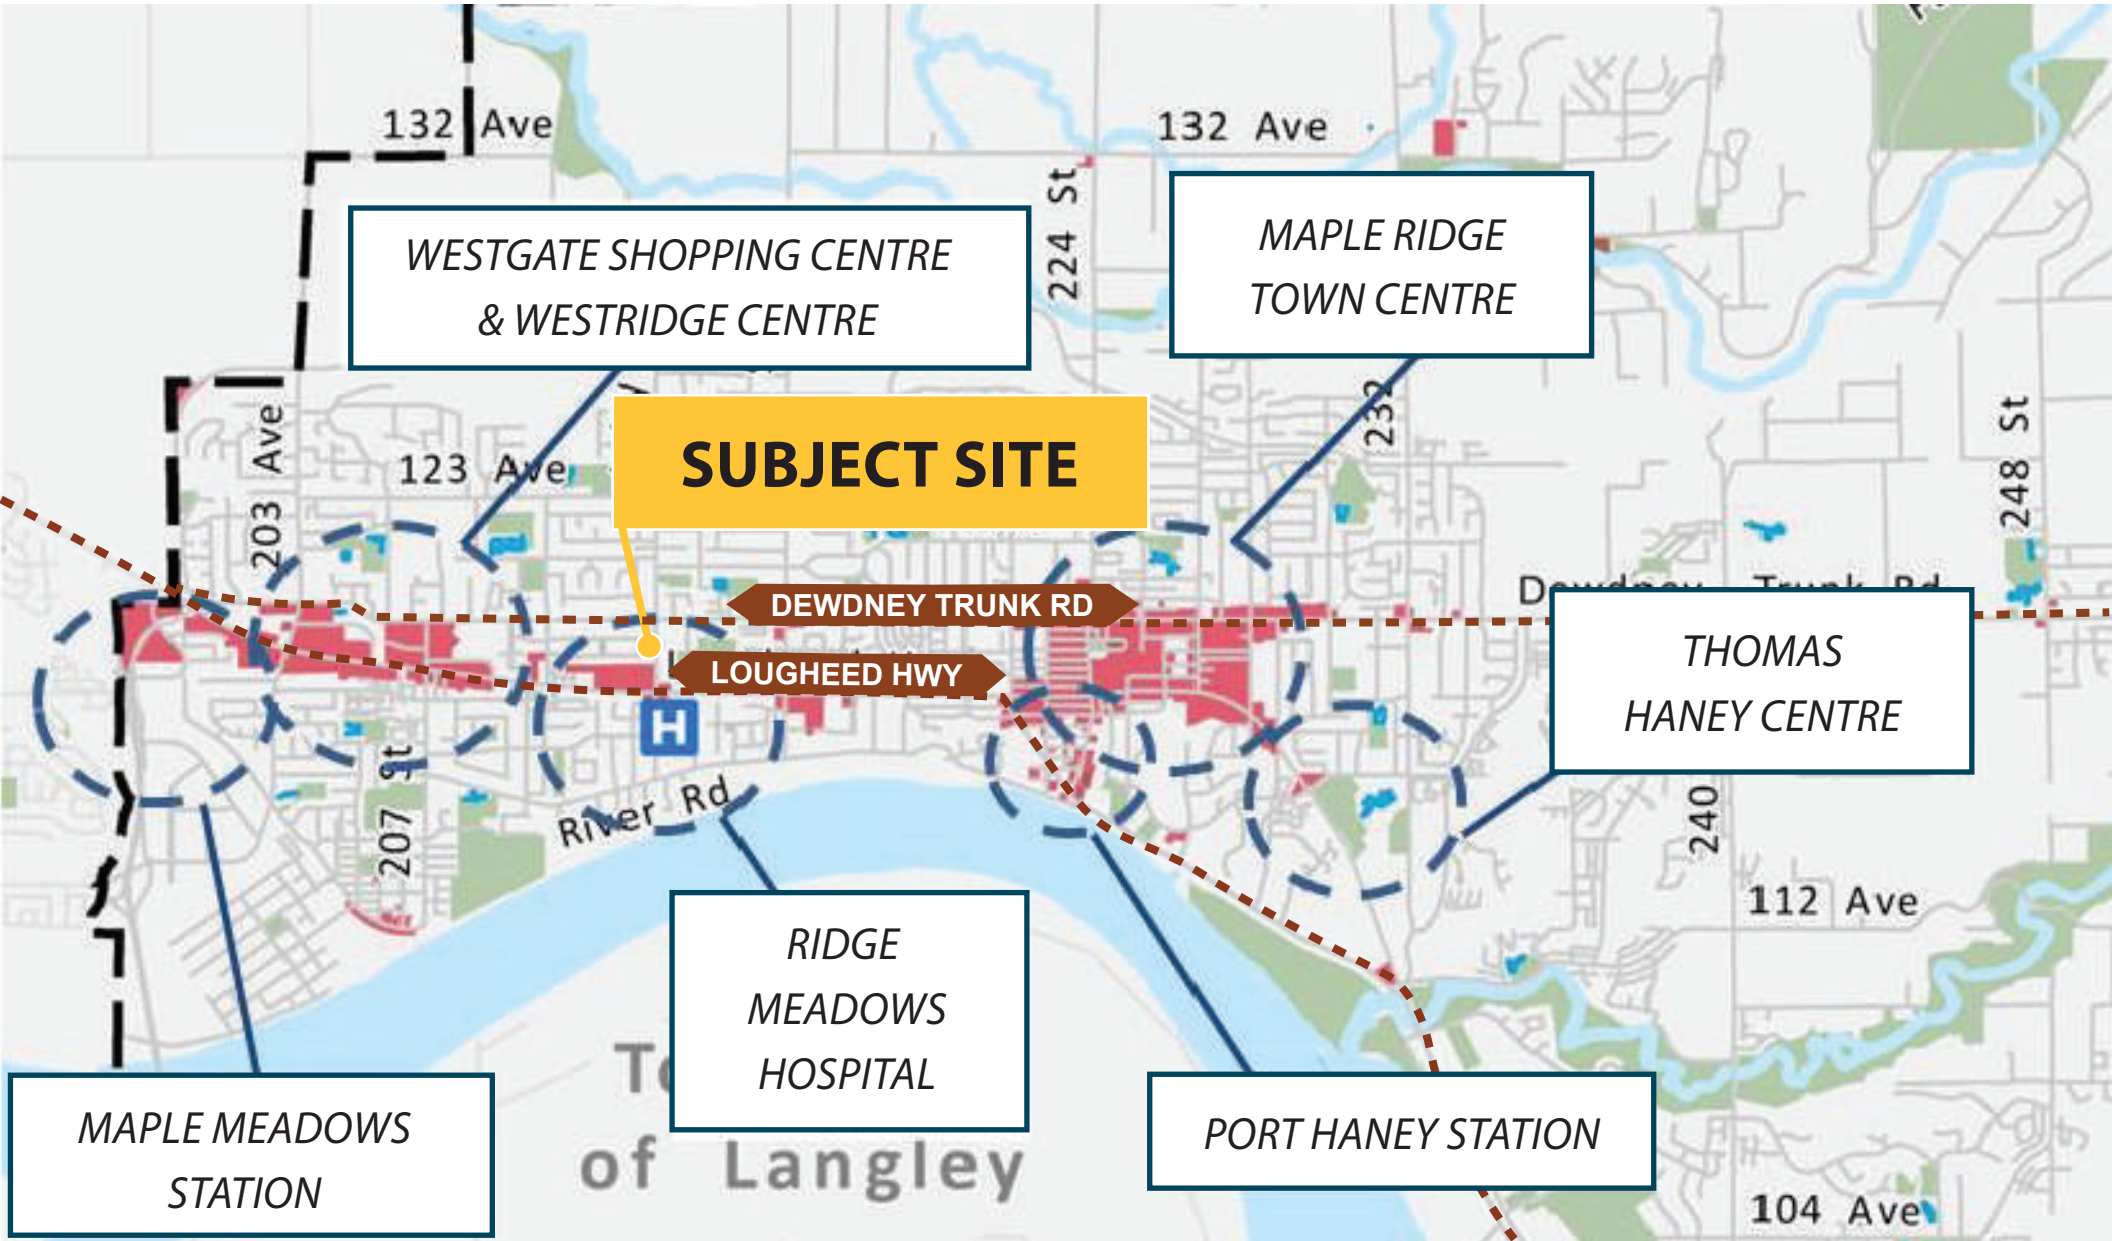 132 Ave
132 Ave
224 St
WESTGATE SHOPPING CENTRE
& WESTRIDGE CENTRE
MAPLE RIDGE
TOWN CENTRE
232
203 Ave
123 Ave
SUBJECT SITE
248 St
DEWDNEY TRUNK RD
Dewdney Trunk Rd
LOUGHEED HWY
THOMAS
HANEY CENTRE
H
207 St
River Rd
240
112 Ave
RIDGE
MEADOWS
HOSPITAL
of Langley
MAPLE MEADOWS
STATION
PORT HANEY STATION
104 Ave